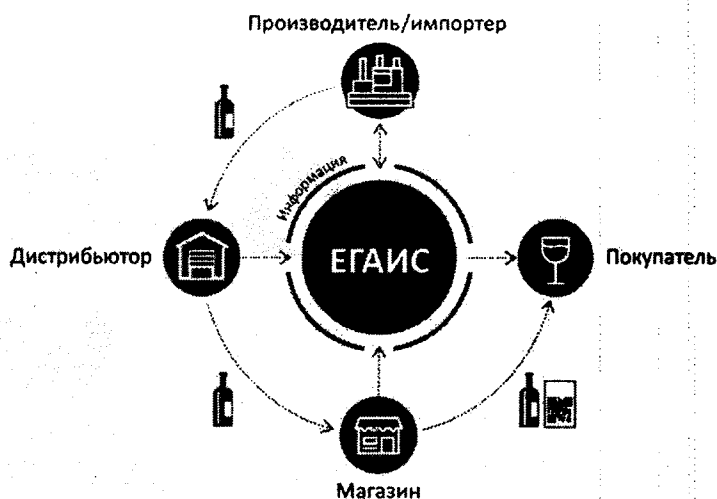 Производитель/импортер
Информация
Дистрибьютор
ЕГАИС
Покупатель
Магазин